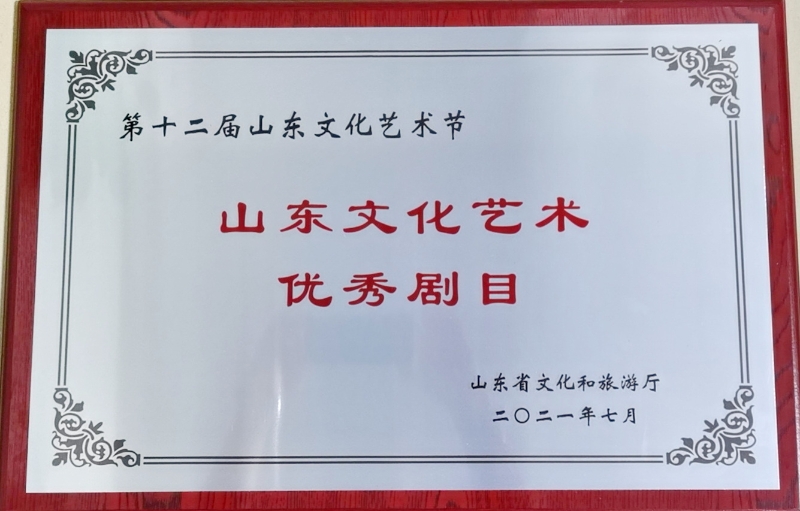 第十二届山东文化艺术节
山东文化艺术
优秀剧目
山东省文化和旅游厅
二〇二一年七月